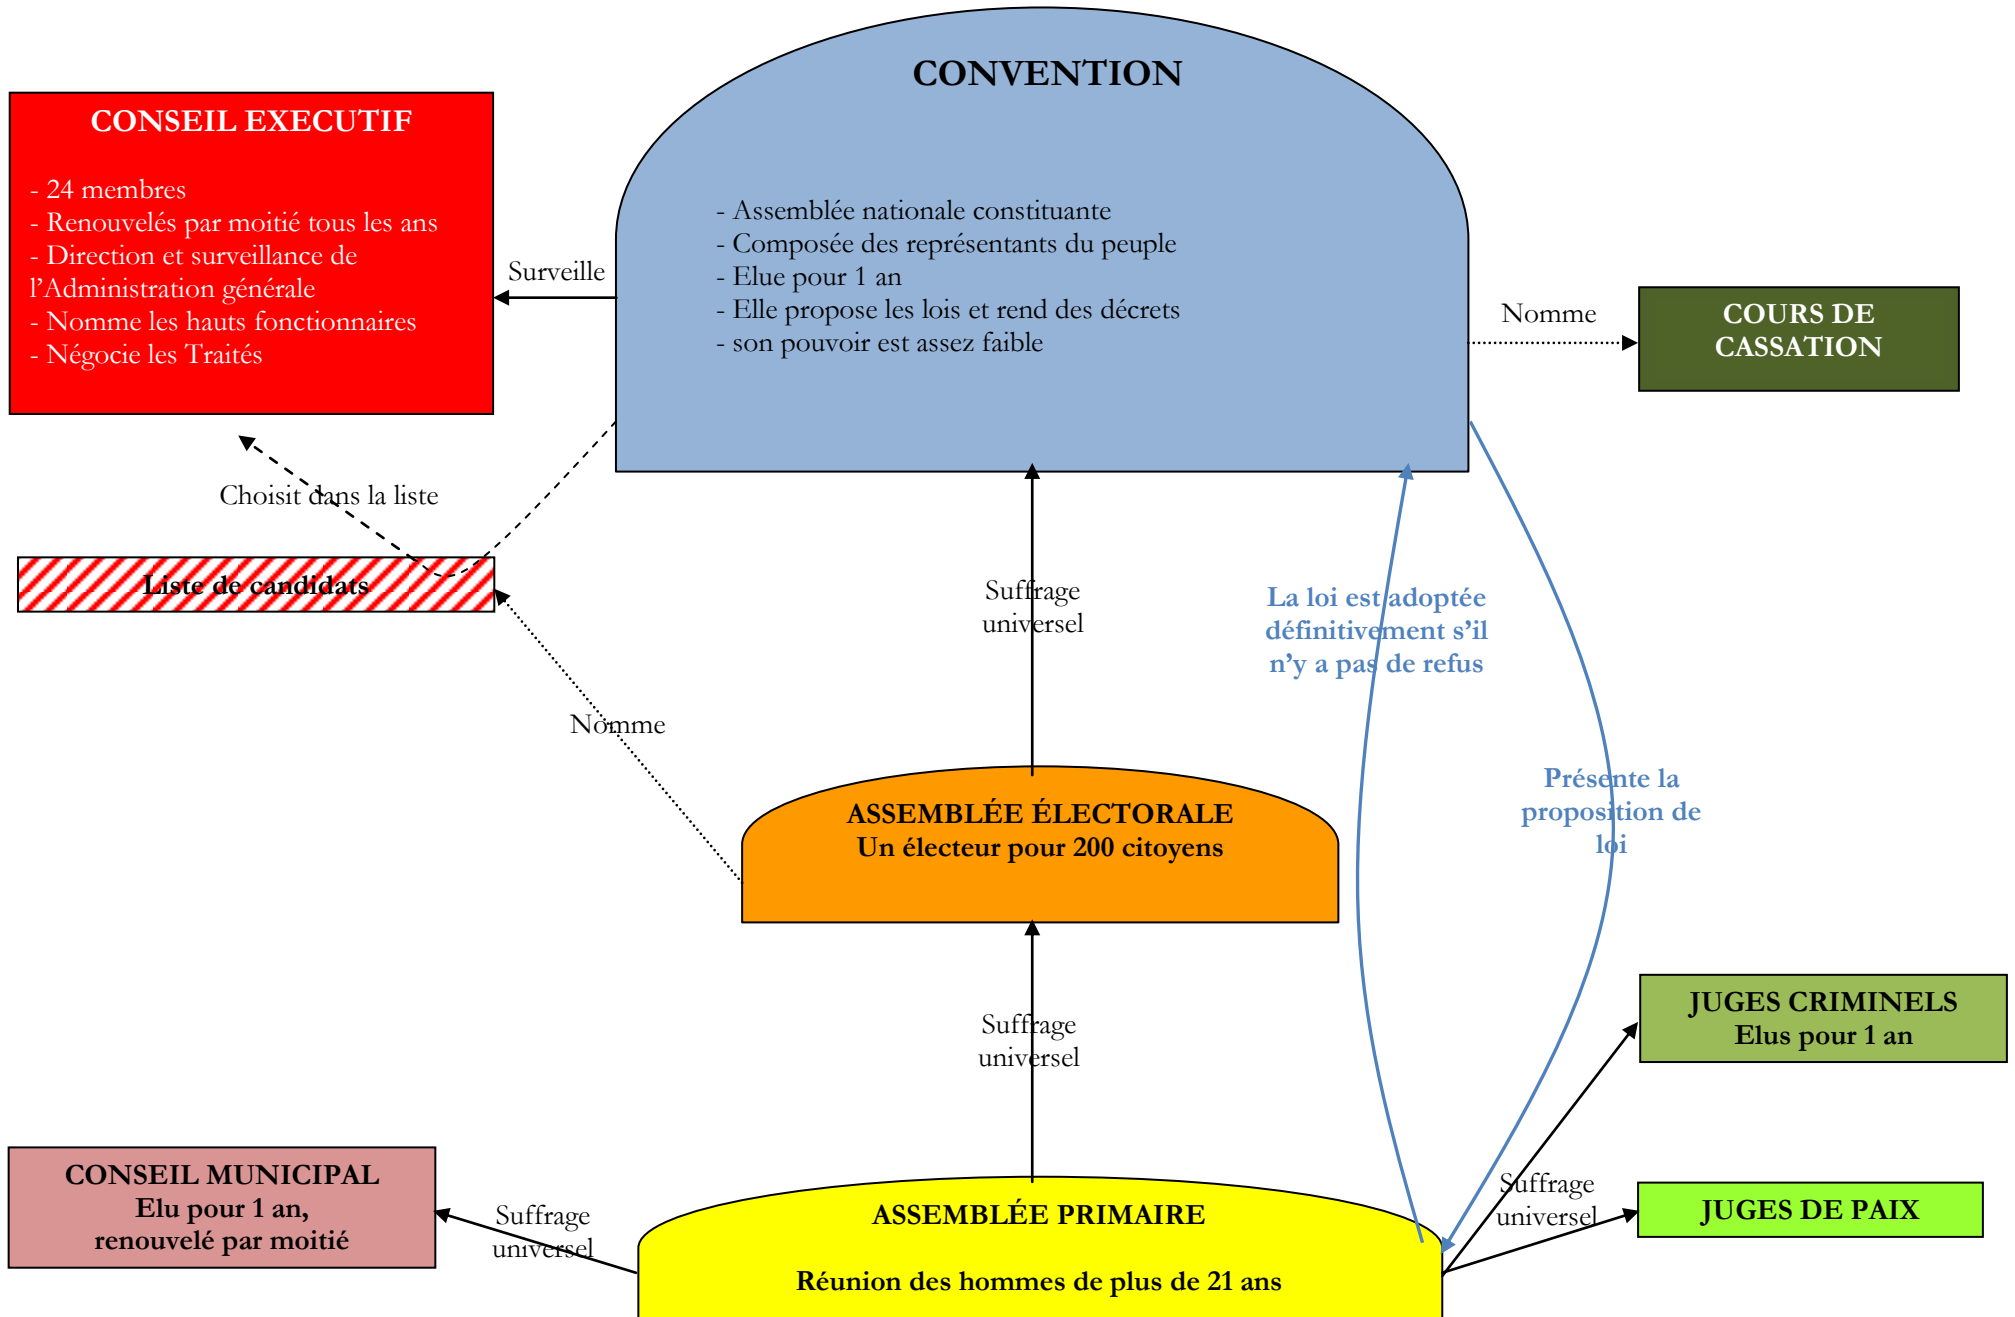 CONVENTION
- Assemblée nationale constituante
- Composée des représentants du peuple
- Elue pour 1 an
- Elle propose les lois et rend des décrets
- son pouvoir est assez faible
CONSEIL EXECUTIF
- 24 membres
- Renouvelés par moitié tous les ans
- Direction et surveillance de
l’Administration générale
- Nomme les hauts fonctionnaires
- Négocie les Traités
Surveille
Nomme
COURS DE
CASSATION
Choisit dans la liste
Liste de candidats
Suffrage
universel
La loi est adoptée
définitivement s’il
n’y a pas de refus
Nomme
Présente la
proposition de
loi
ASSEMBLÉE ÉLECTORALE
Un électeur pour 200 citoyens
Suffrage
universel
JUGES CRIMINELS
Elus pour 1 an
CONSEIL MUNICIPAL
Elu pour 1 an,
renouvelé par moitié
Suffrage
universel
ASSEMBLÉE PRIMAIRE
Réunion des hommes de plus de 21 ans
Suffrage
universel
JUGES DE PAIX